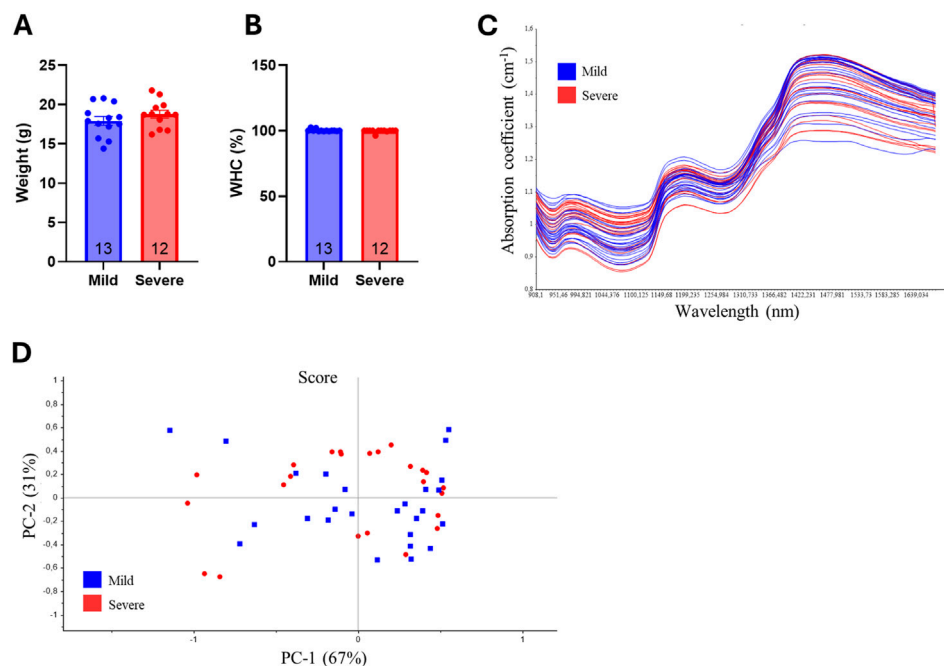 A
25
20
15
10
5
0
Weight (g)
13
12
Mild
Severe
B
150
100
50
0
WHC (%)
13
12
Mild
Severe
C
1,6
1,5
1,4
1,3
1,2
1,1
1
0,9
0,8
Absorption coefficient (cm⁻¹)
Mild
Severe
908,1 951,46 994,821 1044,376 1100,125 1149,68 1199,235 1254,984 1310,733 1366,482 1422,231 1477,981 1533,73 1583,285 1639,034
Wavelength (nm)
D
Score
1
0,8
0,6
0,4
0,2
0
-0,2
-0,4
-0,6
-0,8
-1
PC-2 (31%)
Mild
Severe
-1 0 1
PC-1 (67%)